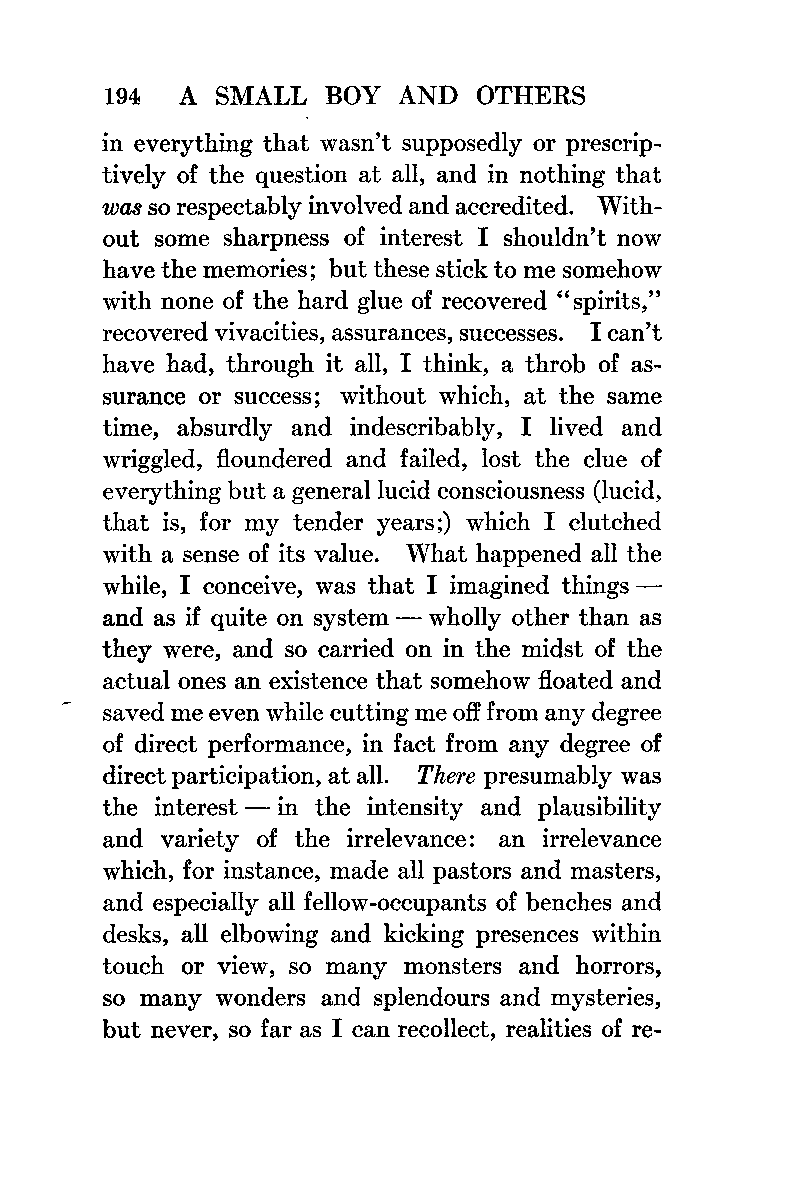 194 A SMALL BOY AND OTHERS
in everything that wasn't supposedly or prescrip-
tively of the question at all, and in nothing that
was so respectably involved and accredited. With-
out some sharpness of interest I shouldn't now
have the memories; but these stick to me somehow
with none of the hard glue of recovered "spirits,"
recovered vivacities, assurances, successes. I can't
have had, through it all, I think, a throb of as-
surance or success; without which, at the same
time, absurdly and indescribably, I lived and
wriggled, floundered and failed, lost the clue of
everything but a general lucid consciousness (lucid,
that is, for my tender years;) which I clutched
with a sense of its value. What happened all the
while, I conceive, was that I imagined things —
and as if quite on system — wholly other than as
they were, and so carried on in the midst of the
actual ones an existence that somehow floated and
saved me even while cutting me off from any degree
of direct performance, in fact from any degree of
direct participation, at all. There presumably was
the interest — in the intensity and plausibility
and variety of the irrelevance: an irrelevance
which, for instance, made all pastors and masters,
and especially all fellow-occupants of benches and
desks, all elbowing and kicking presences within
touch or view, so many monsters and horrors,
so many wonders and splendours and mysteries,
but never, so far as I can recollect, realities of re-